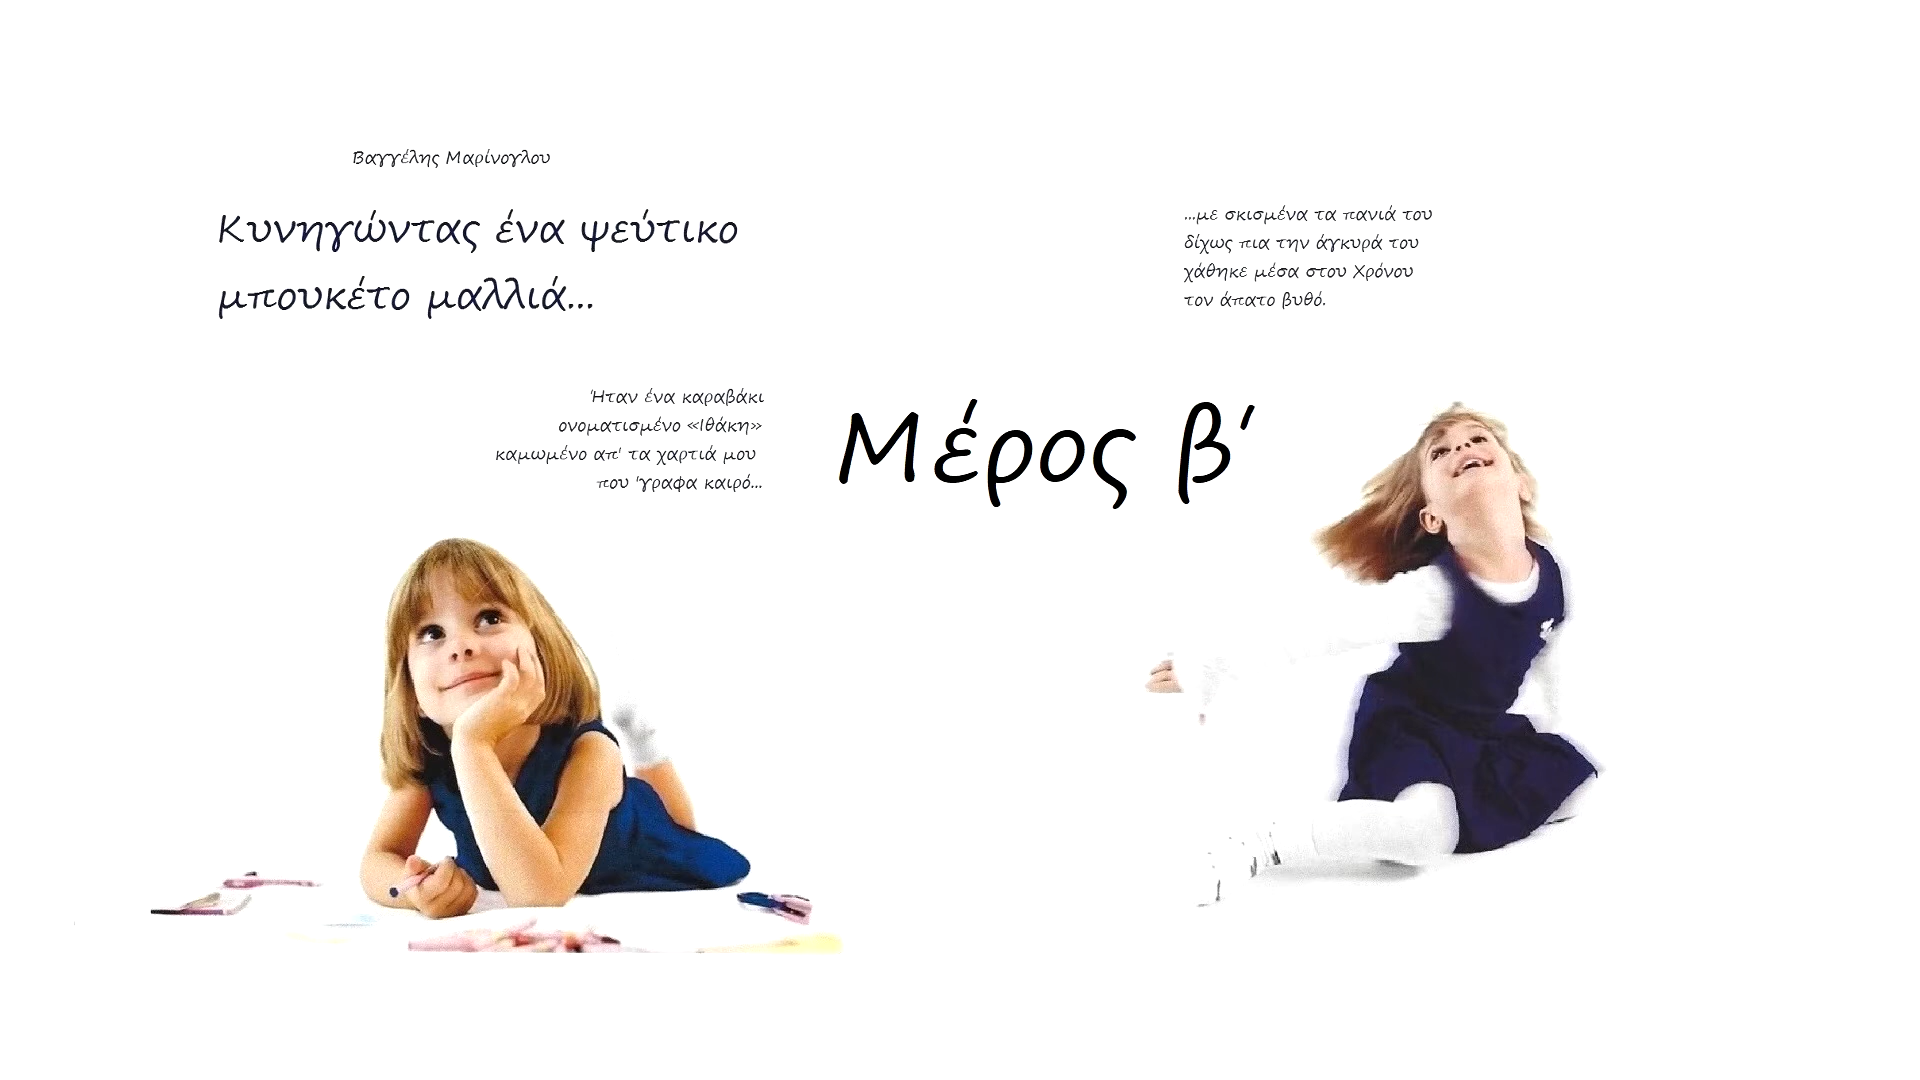 Βαγγέλης Μαρίνογλου
Κυνηγώντας ένα ψεύτικο
μπουκέτο μαλλιά...
Ήταν ένα καραβάκι
ονοματισμένο «Ιθάκη»
καμωμένο απ' τα χαρτιά μου
που 'γραφα καιρό...
Μέρος β'
...με σκισμένα τα πανιά του
δίχως πια την άγκυρά του
χάθηκε μέσα στου Χρόνου
τον άπατο βυθό.